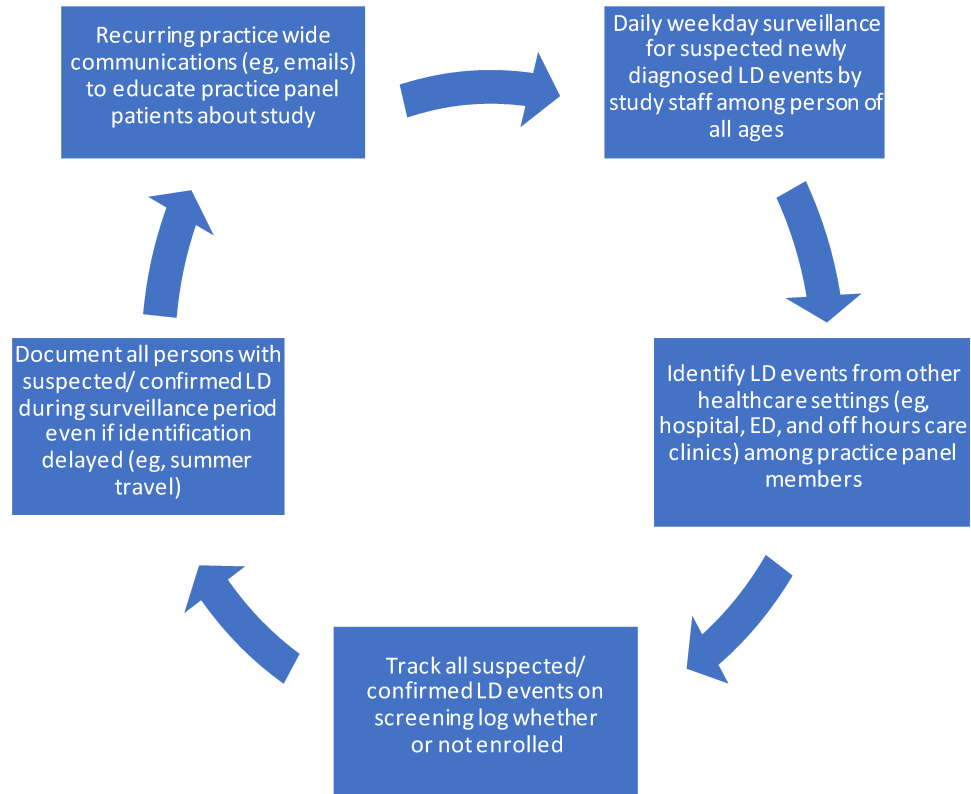 Recurring practice wide
communications (eg, emails)
to educate practice panel
patients about study
Daily weekday surveillance
for suspected newly
diagnosed LD events by
study staff among person of
all ages
Identify LD events from other
healthcare settings (eg,
hospital, ED, and off hours care
clinics) among practice panel
members
Track all suspected/
confirmed LD events on
screening log whether
or not enrolled
Document all persons with
suspected/ confirmed LD
during surveillance period
even if identification
delayed (eg, summer
travel)